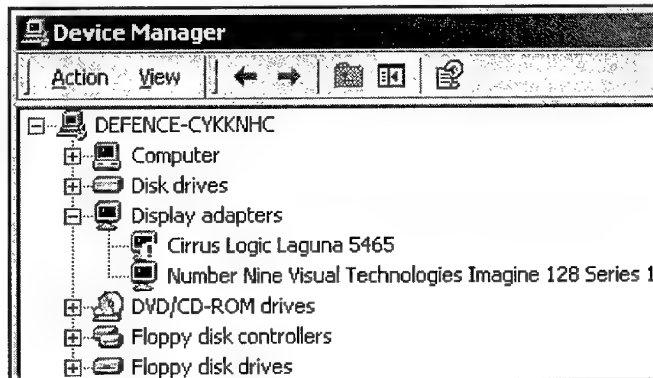 Device Manager
Action View
DEFENCE-CYKKNHC
Computer
Disk drives
Display adapters
Cirrus Logic Laguna 5465
Number Nine Visual Technologies Imagine 128 Series 1
DVD/CD-ROM drives
Floppy disk controllers
Floppy disk drives